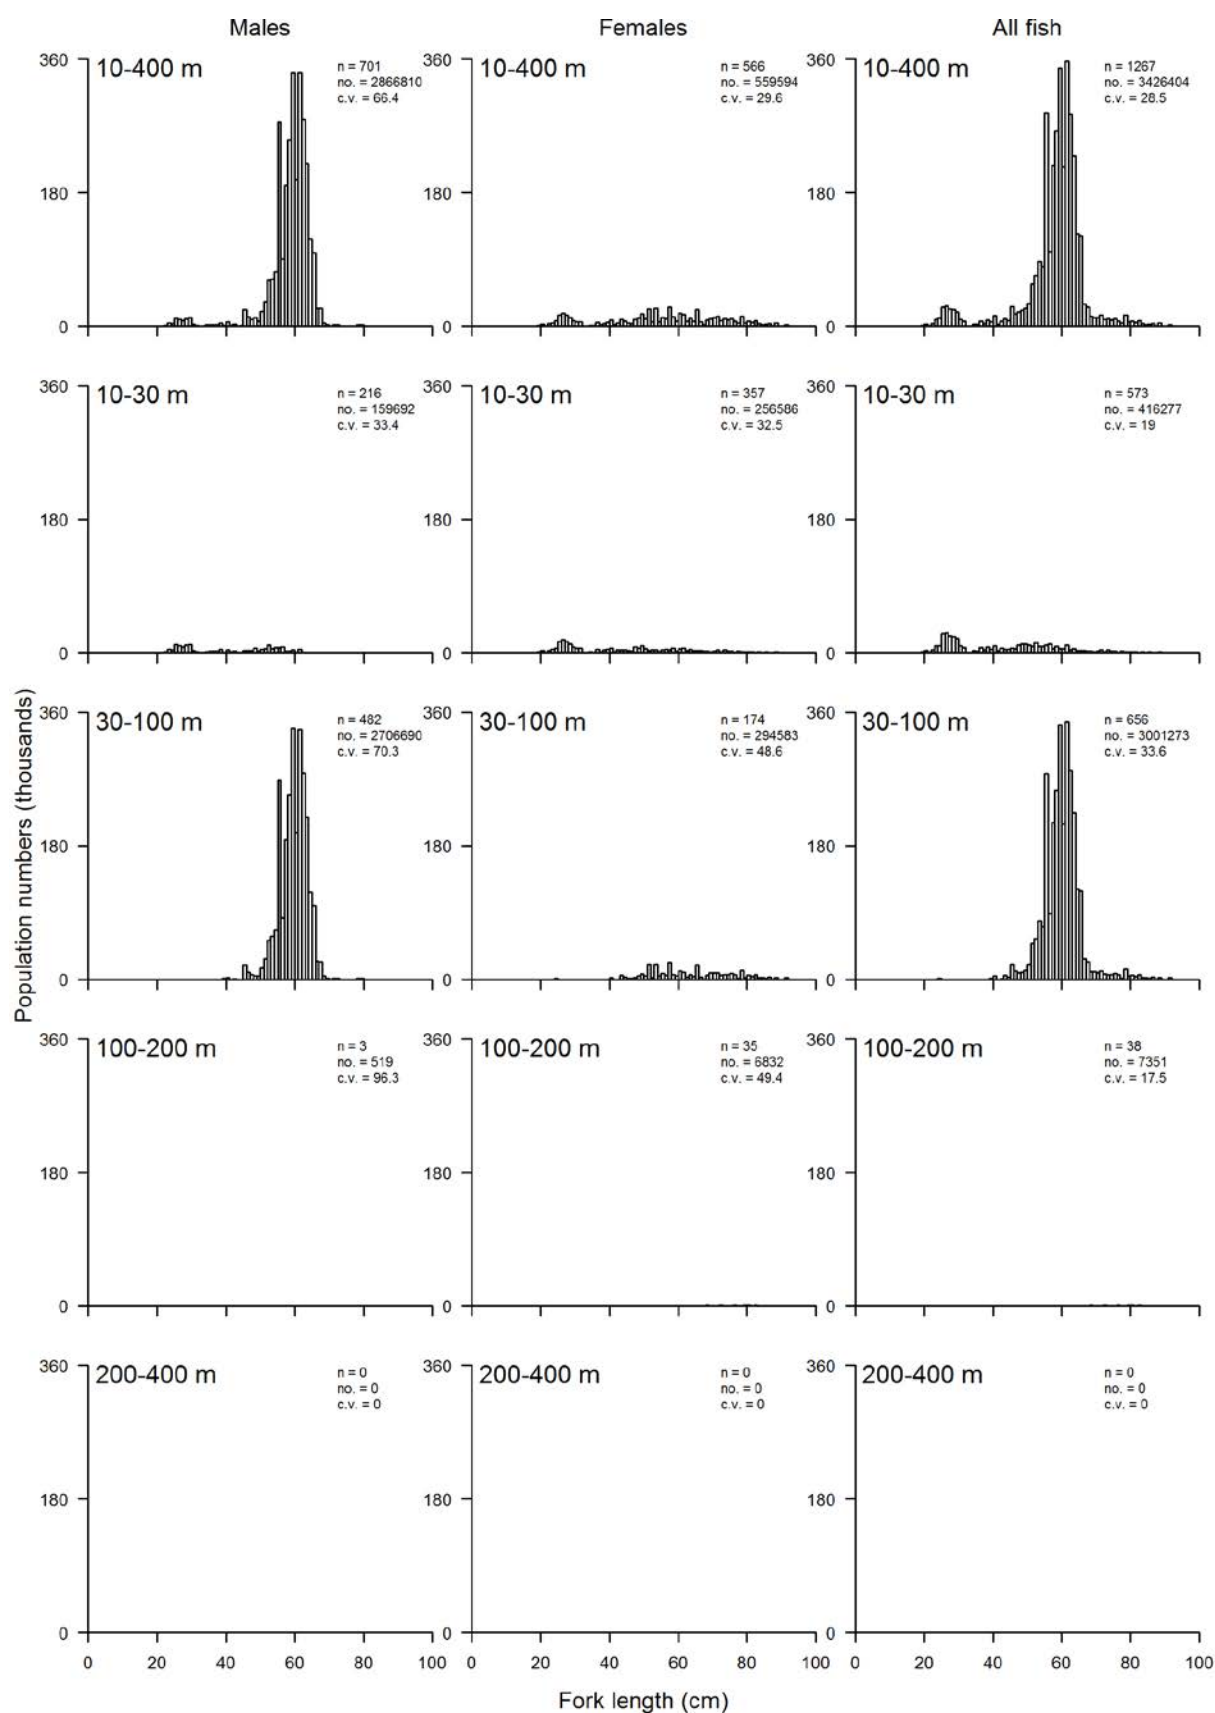 Males Females All fish
360 10-400 m n = 701 360 10-400 m n = 566 360 10-400 m n = 1267
no. = 2866810 no. = 559594 no. = 3426404
c.v. = 66.4 c.v. = 29.6 c.v. = 28.5
180 180 180
0 0 0
360 10-30 m n = 216 360 10-30 m n = 357 360 10-30 m n = 573
no. = 159692 no. = 256586 no. = 416277
c.v. = 33.4 c.v. = 32.5 c.v. = 19
180 180 180
0 0 0
Population numbers (thousands)
360 30-100 m n = 482 360 30-100 m n = 174 360 30-100 m n = 656
no. = 2706690 no. = 294583 no. = 3001273
c.v. = 70.3 c.v. = 48.6 c.v. = 33.6
180 180 180
0 0 0
360 100-200 m n = 3 360 100-200 m n = 35 360 100-200 m n = 38
no. = 519 no. = 6832 no. = 7351
c.v. = 96.3 c.v. = 49.4 c.v. = 17.5
180 180 180
0 0 0
360 200-400 m n = 0 360 200-400 m n = 0 360 200-400 m n = 0
no. = 0 no. = 0 no. = 0
c.v. = 0 c.v. = 0 c.v. = 0
180 180 180
0 0 0
0 20 40 60 80 100 0 20 40 60 80 100 0 20 40 60 80 100
Fork length (cm)